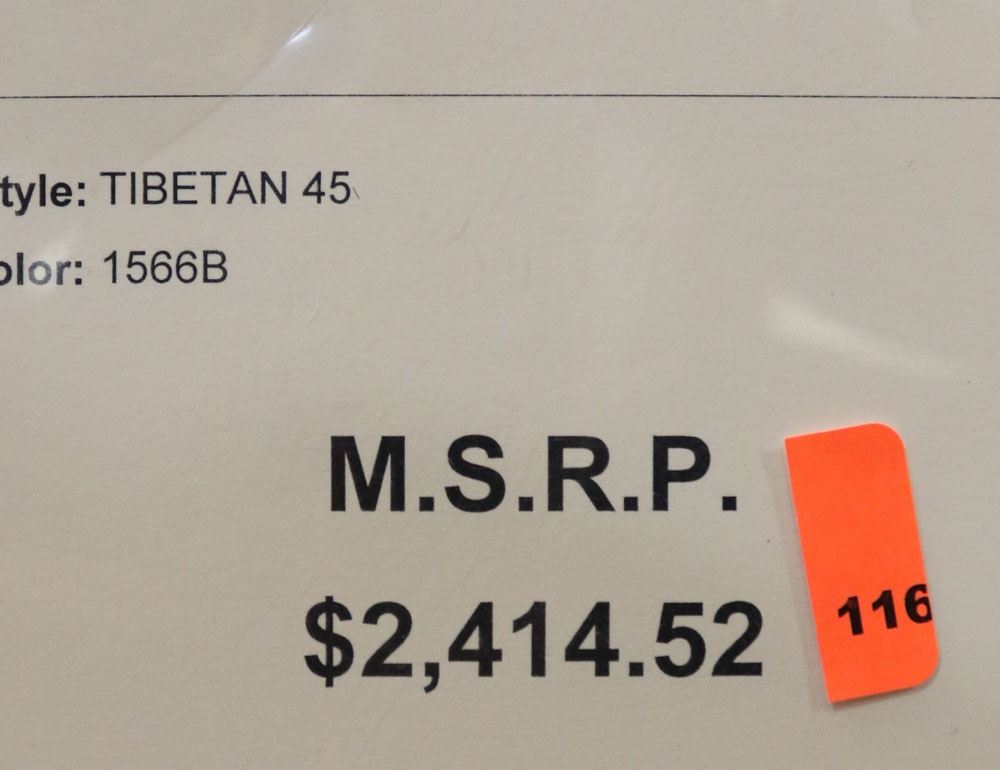 tyle: TIBETAN 45
olor: 1566B
M.S.R.P.
$2,414.52
116